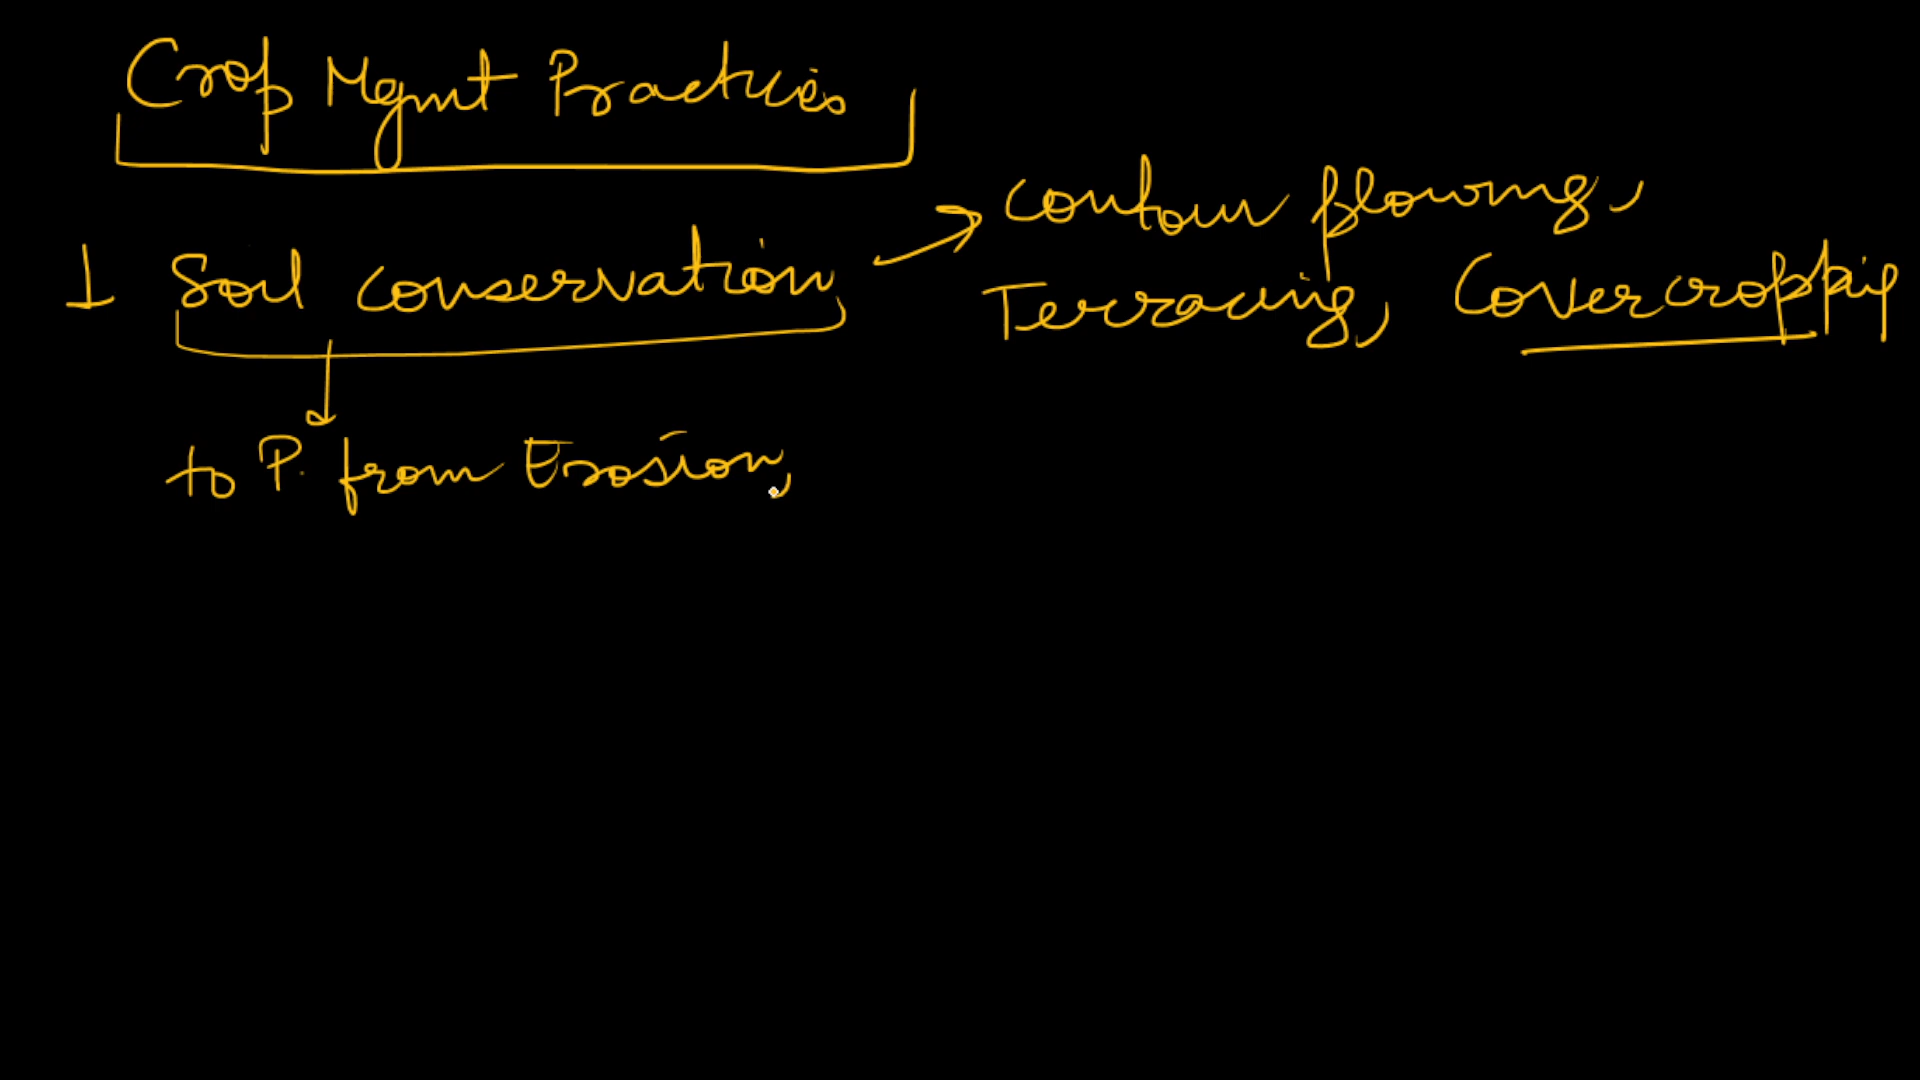 Crop Mgmt Practices
1 Soil conservation,
contour plowing,
Terracing, Covercropping
to P. from Erosion,